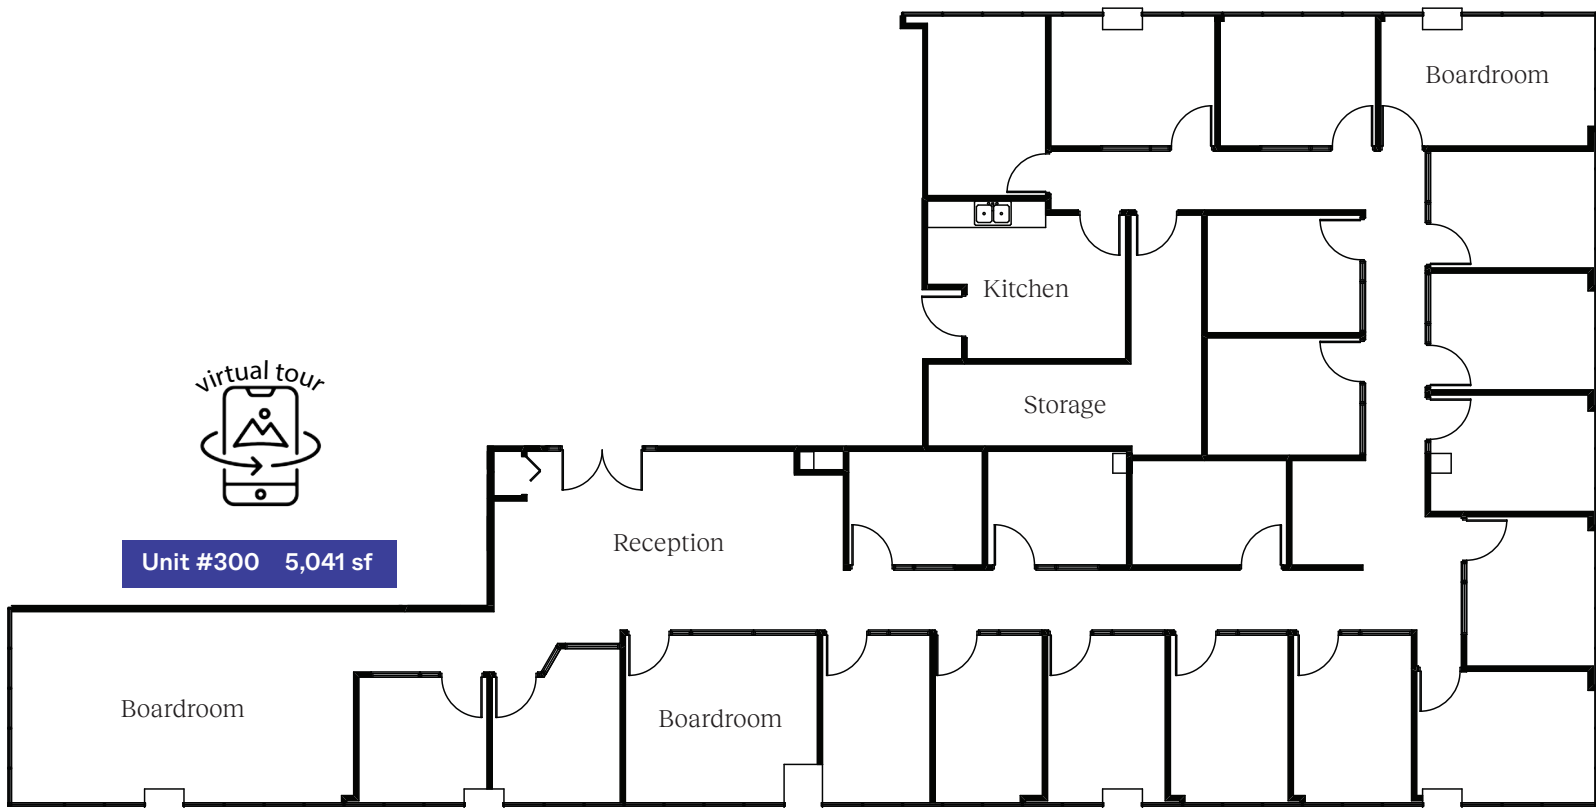 Boardroom
Kitchen
virtual tour
Storage
Reception
Unit #300 5,041 sf
Boardroom
Boardroom